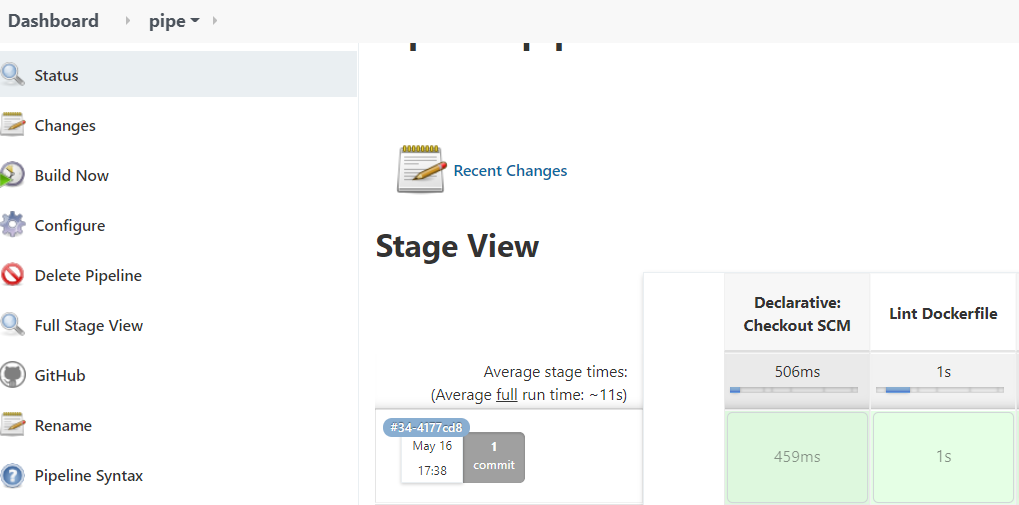 Dashboard
pipe
Status
Changes
Build Now
Configure
Delete Pipeline
Full Stage View
GitHub
Rename
Pipeline Syntax
Recent Changes
Stage View
Declarative:
Checkout SCM
Lint Dockerfile
Average stage times:
(Average full run time: ~11s)
506ms
1s
#34-4177cd8
May 16
17:38
1
commit
459ms
1s